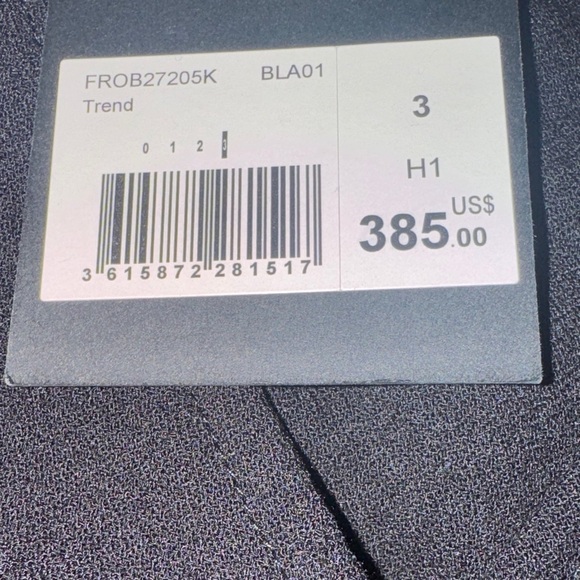 FROB27205K BLA01
Trend
0 1 2 3
3 615872 281517
3
H1
US$
385.00